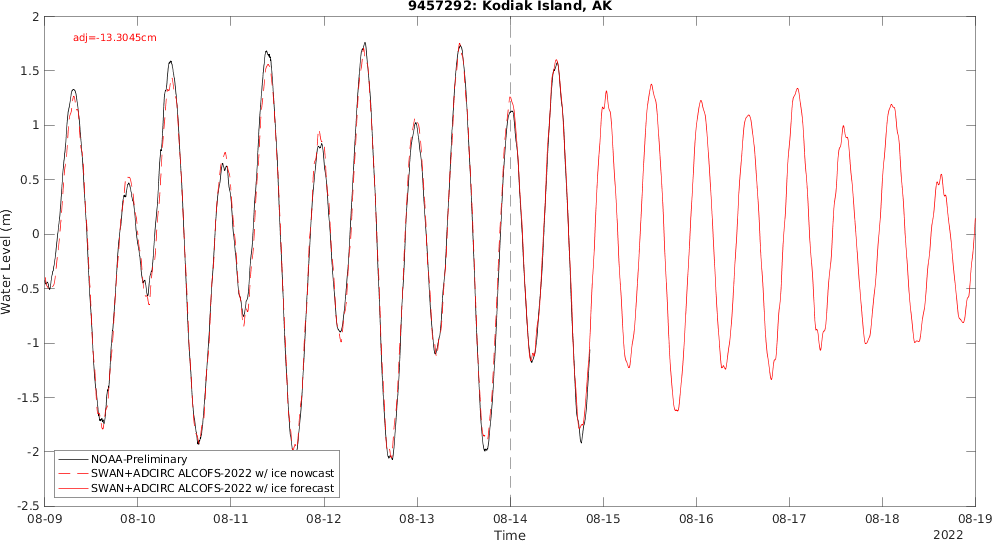 9457292: Kodiak Island, AK
adj=-13.3045cm
Water Level (m)
2
1.5
1
0.5
0
-0.5
-1
-1.5
-2
-2.5
NOAA-Preliminary
SWAN+ADCIRC ALCOFS-2022 w/ ice nowcast
SWAN+ADCIRC ALCOFS-2022 w/ ice forecast
08-09 08-10 08-11 08-12 08-13 08-14 08-15 08-16 08-17 08-18 08-19
Time
2022